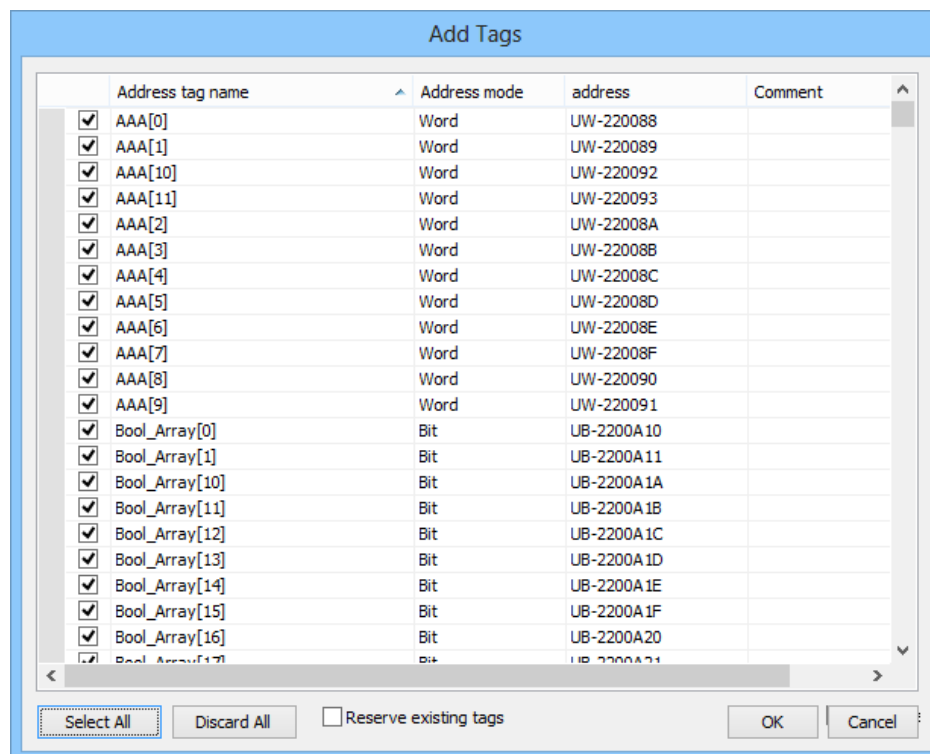 Add Tags
Address tag name Address mode address Comment
AAA[0] Word UW-220088
AAA[1] Word UW-220089
AAA[10] Word UW-220092
AAA[11] Word UW-220093
AAA[2] Word UW-22008A
AAA[3] Word UW-22008B
AAA[4] Word UW-22008C
AAA[5] Word UW-22008D
AAA[6] Word UW-22008E
AAA[7] Word UW-22008F
AAA[8] Word UW-220090
AAA[9] Word UW-220091
Bool_Array[0] Bit UB-2200A10
Bool_Array[1] Bit UB-2200A11
Bool_Array[10] Bit UB-2200A1A
Bool_Array[11] Bit UB-2200A1B
Bool_Array[12] Bit UB-2200A1C
Bool_Array[13] Bit UB-2200A1D
Bool_Array[14] Bit UB-2200A1E
Bool_Array[15] Bit UB-2200A1F
Bool_Array[16] Bit UB-2200A20
Bool_Array[17] Bit UB-2200A21
Select All Discard All Reserve existing tags OK Cancel